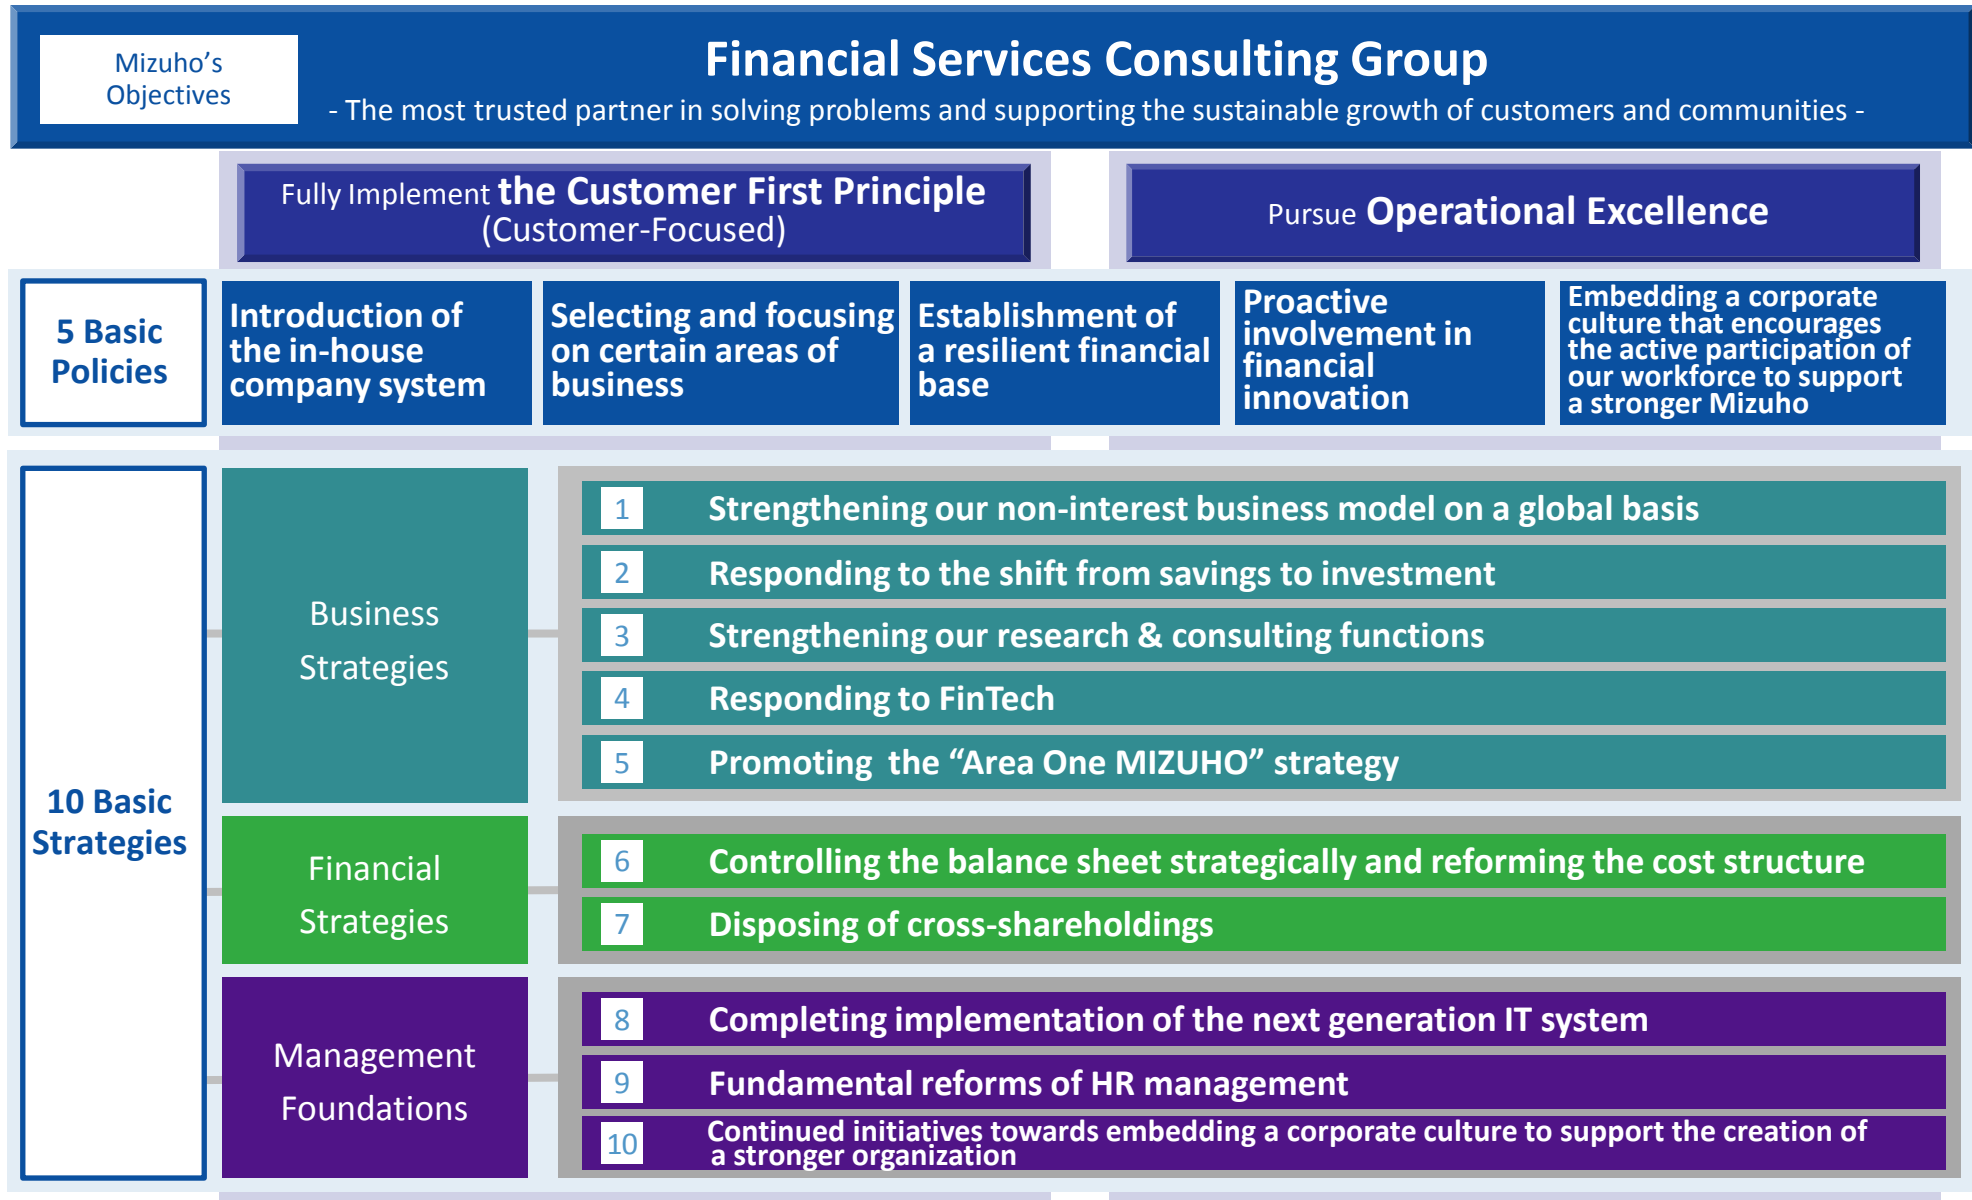 Mizuho’s
Objectives
Financial Services Consulting Group
- The most trusted partner in solving problems and supporting the sustainable growth of customers and communities -
Fully Implement the Customer First Principle
(Customer-Focused)
Pursue Operational Excellence
5 Basic
Policies
Introduction of
the in-house
company system
Selecting and focusing
on certain areas of
business
Establishment of
a resilient financial
base
Proactive
involvement in
financial
innovation
Embedding a corporate
culture that encourages
the active participation of
our workforce to support
a stronger Mizuho
10 Basic
Strategies
Business
Strategies
1 Strengthening our non-interest business model on a global basis
2 Responding to the shift from savings to investment
3 Strengthening our research & consulting functions
4 Responding to FinTech
5 Promoting the “Area One MIZUHO” strategy
Financial
Strategies
6 Controlling the balance sheet strategically and reforming the cost structure
7 Disposing of cross-shareholdings
Management
Foundations
8 Completing implementation of the next generation IT system
9 Fundamental reforms of HR management
10 Continued initiatives towards embedding a corporate culture to support the creation of
a stronger organization